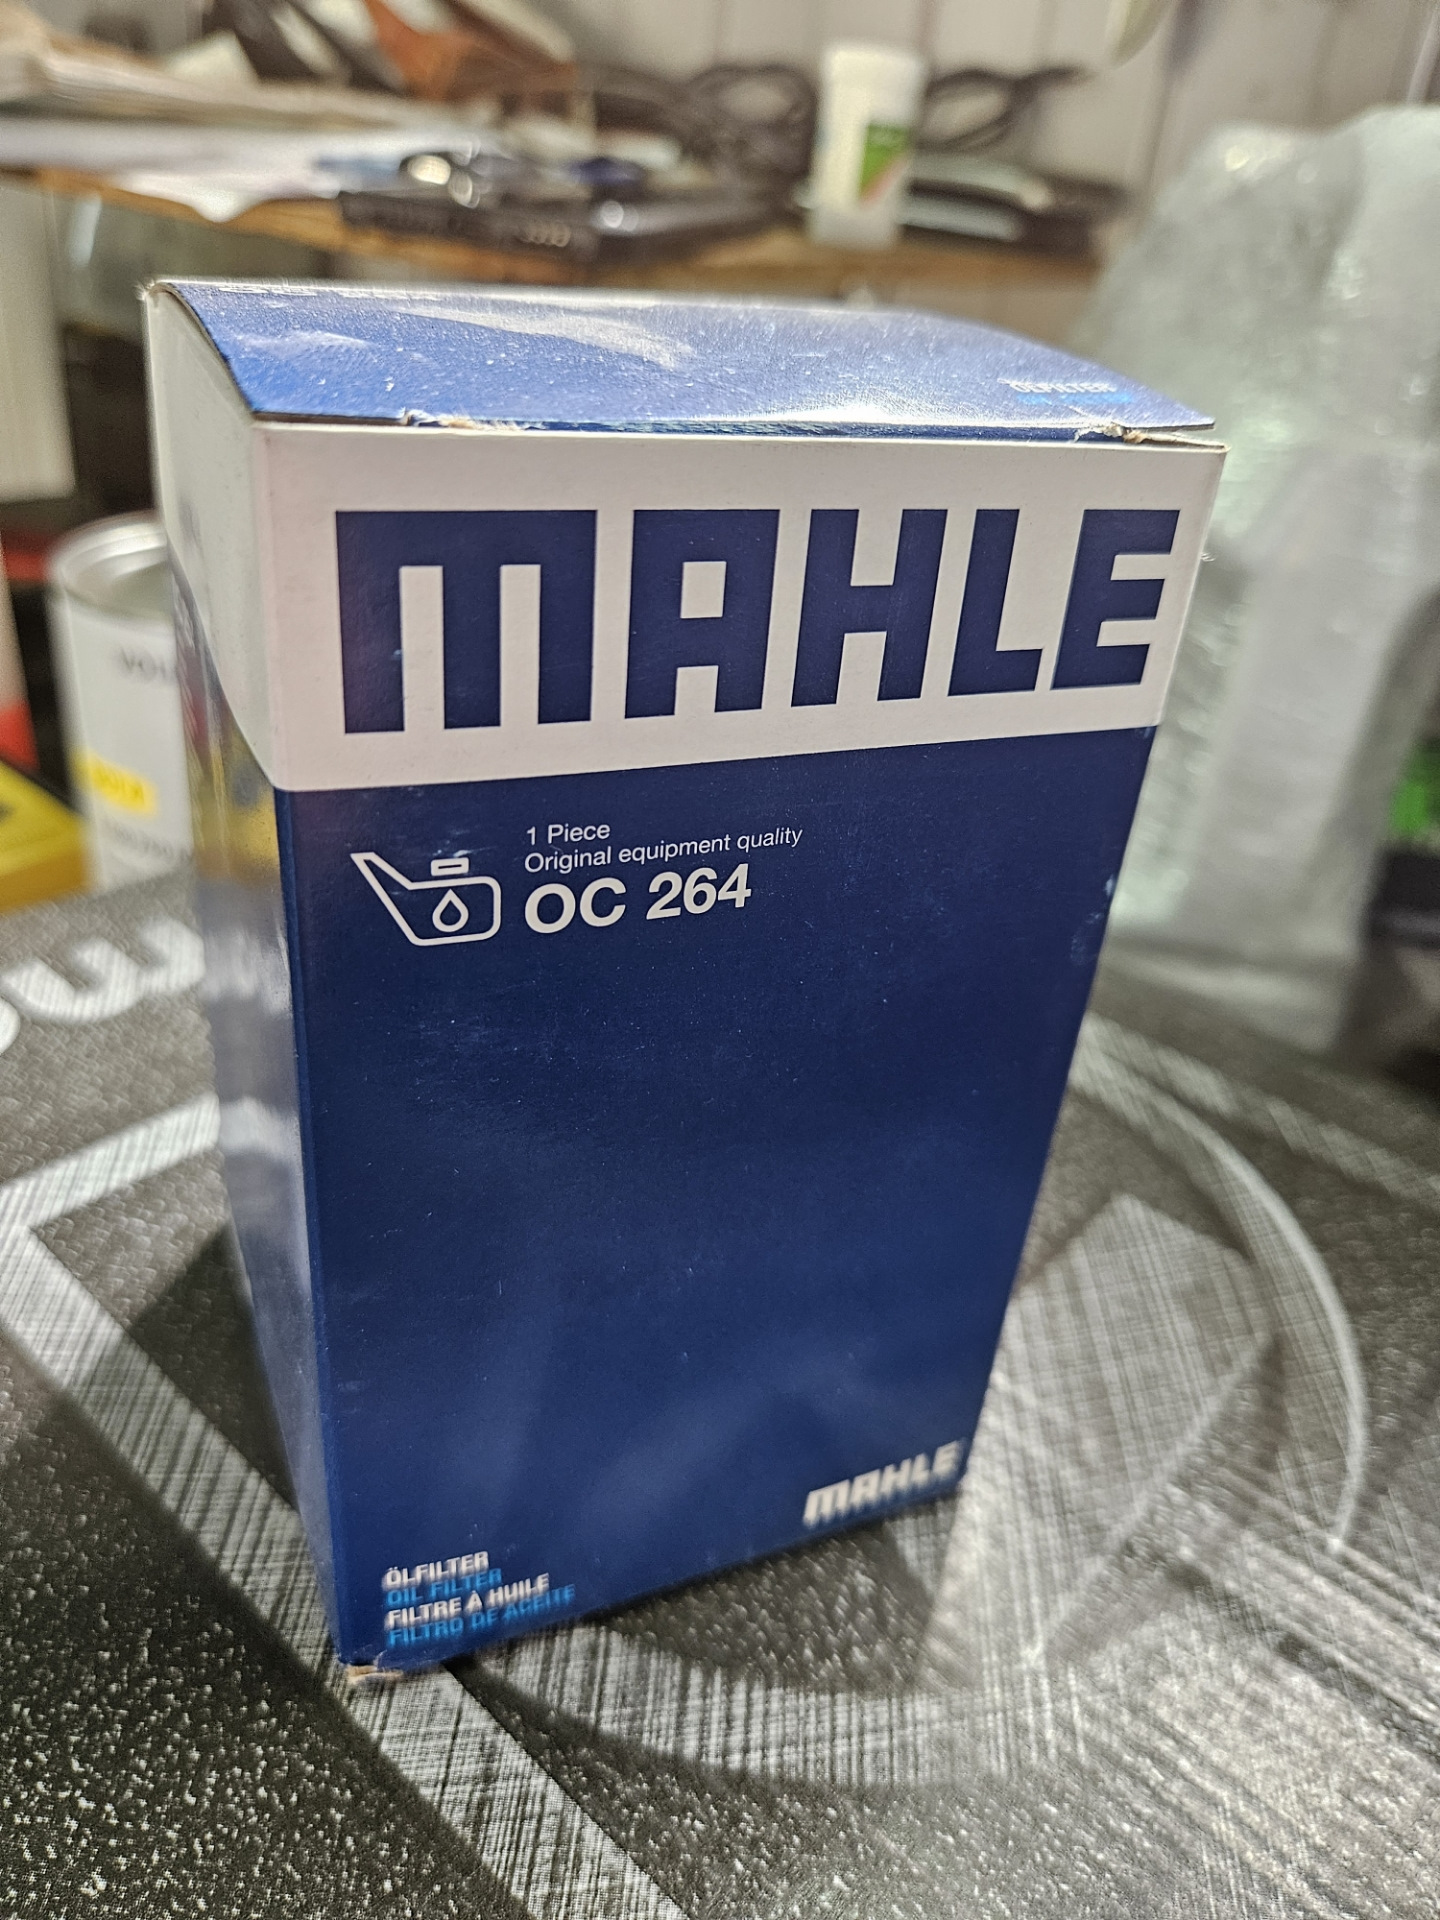 MAHLE
1 Piece
Original equipment quality
OC 264
MAHLE
ÖLFILTER
OIL FILTER
FILTRE À HUILE
FILTRO DE ACEITE